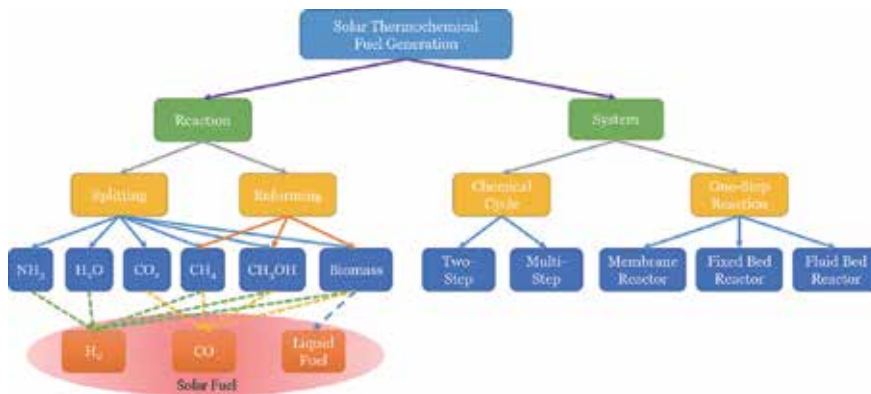 Solar Thermochemical
Fuel Generation
Reaction
System
Splitting
Reforming
Chemical
Cycle
One-Step
Reaction
NH₃
H₂O
CO₂
CH₄
CH₃OH
Biomass
Two-
Step
Multi-
Step
Membrane
Reactor
Fixed Bed
Reactor
Fluid Bed
Reactor
H₂
CO
Liquid
Fuel
Solar Fuel